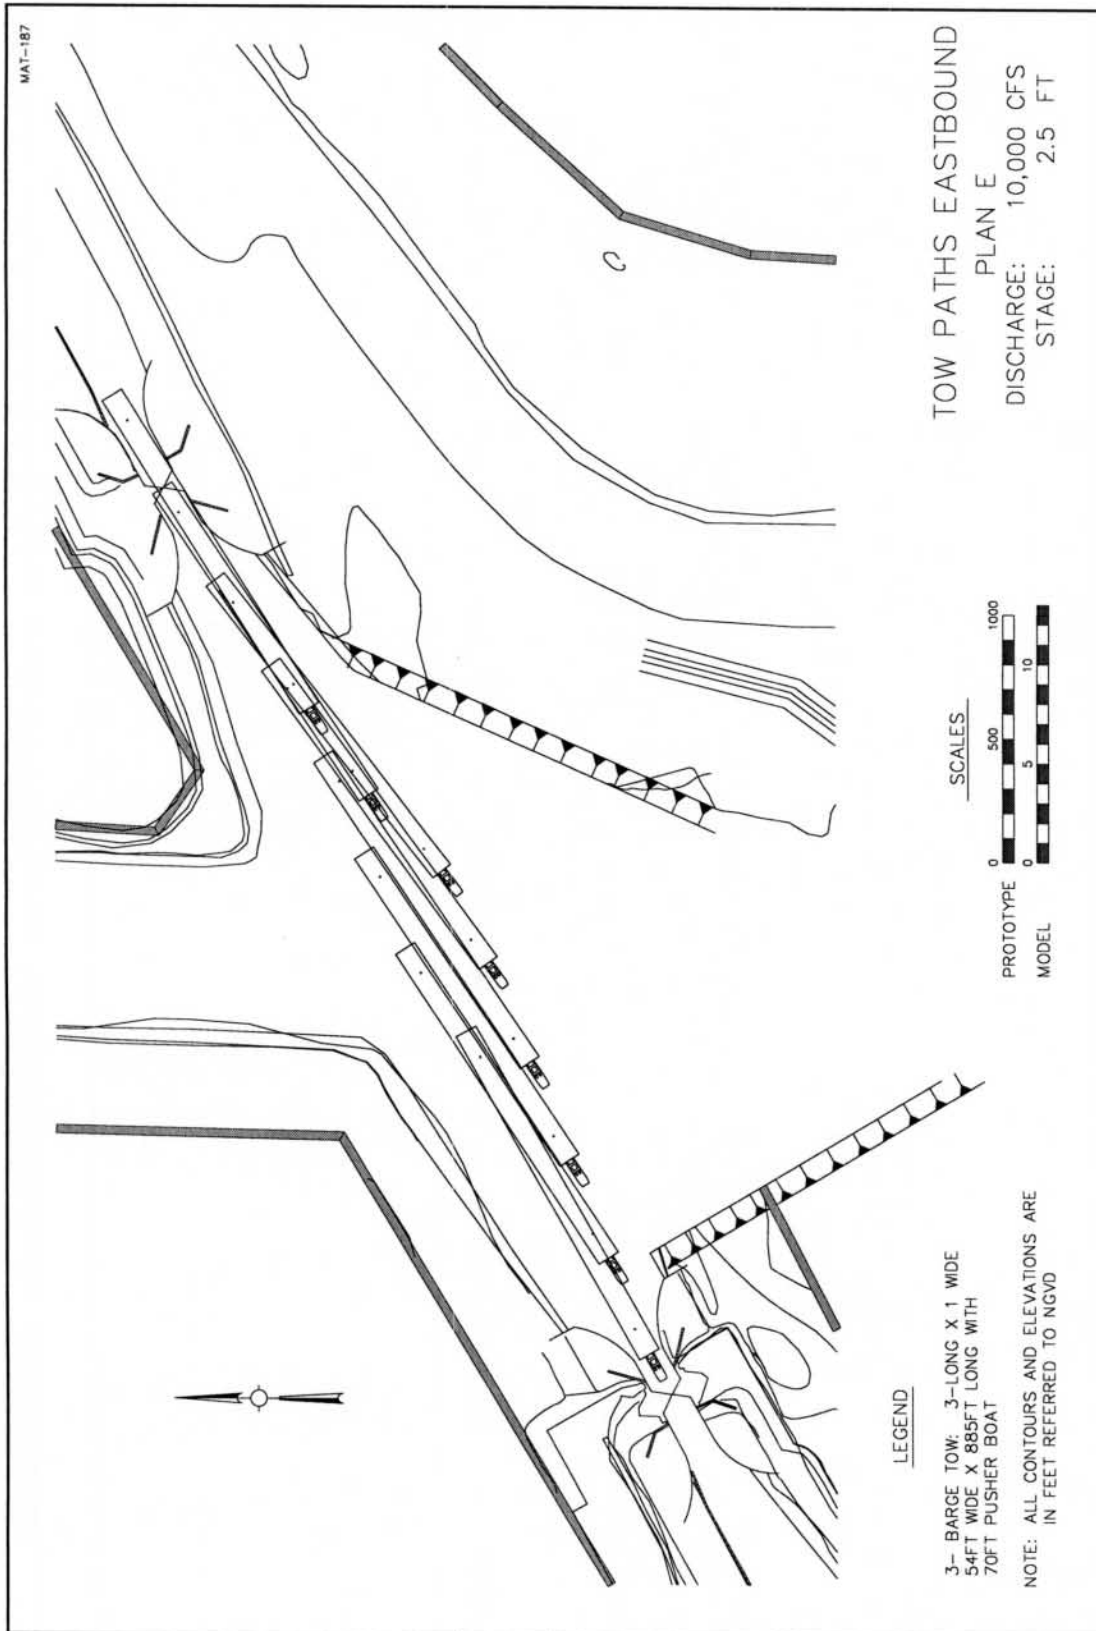 MAT-187
TOW PATHS EASTBOUND
PLAN E
DISCHARGE: 10,000 CFS
STAGE: 2.5 FT
SCALES
PROTOTYPE 0 500 1000
MODEL 0 5 10
LEGEND
3- BARGE TOW: 3-LONG X 1 WIDE
54FT WIDE X 885FT LONG WITH
70FT PUSHER BOAT
NOTE: ALL CONTOURS AND ELEVATIONS ARE
IN FEET REFERRED TO NGVD